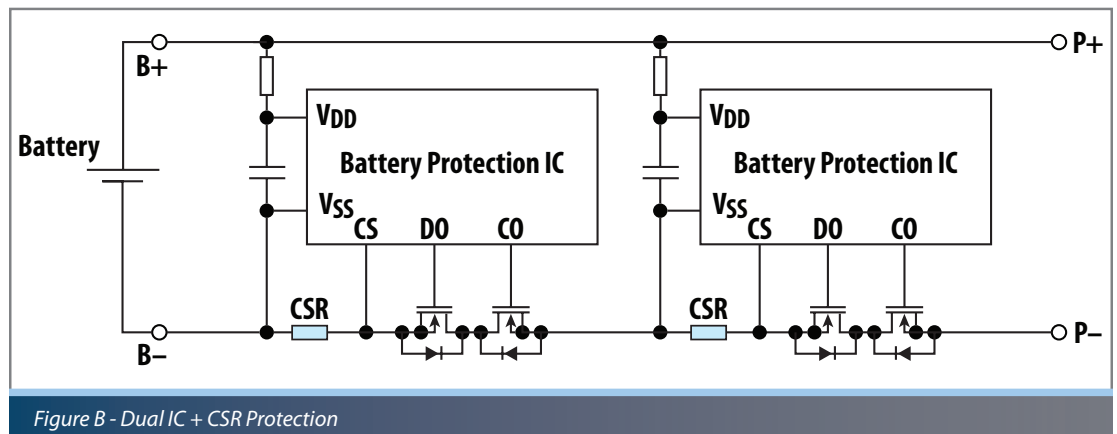 B+
P+
Battery
VDD
Battery Protection IC
VSS
CS DO CO
CSR
B–
VDD
Battery Protection IC
VSS
CS DO CO
CSR
P–
Figure B - Dual IC + CSR Protection